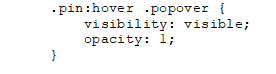 .pin:hover .popover {
visibility: visible;
opacity: 1;
}